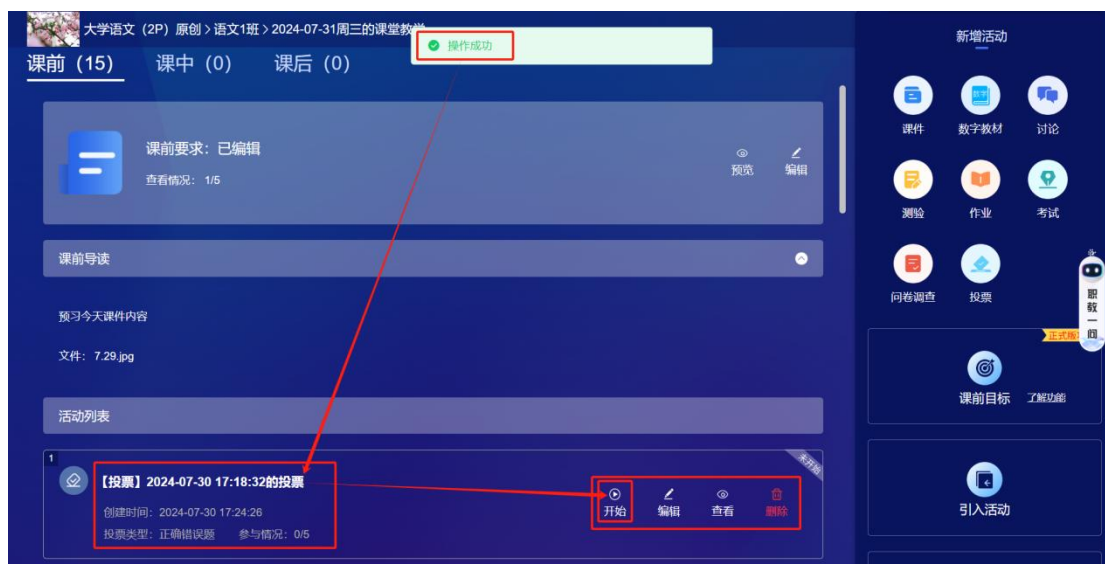 大学语文（2P）原创 > 语文1班 > 2024-07-31周三的课堂教学
操作成功
课前（15） 课中（0） 课后（0）
课前要求：已编辑
查看情况：1/5
预览 编辑
课前导读
预习今天课件内容
文件：7.29.jpg
活动列表
1
未开始
【投票】2024-07-30 17:18:32的投票
创建时间：2024-07-30 17:24:26
投票类型：正确错误题 参与情况：0/5
开始 编辑 查看 删除
新增活动
课件 数字教材 讨论
测验 作业 考试
问卷调查 投票
职教一问
正式版
课前目标 了解功能
引入活动